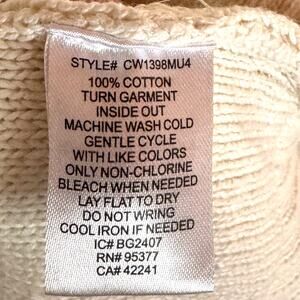 STYLE# CW1398MU4
100% COTTON
TURN GARMENT
INSIDE OUT
MACHINE WASH COLD
GENTLE CYCLE
WITH LIKE COLORS
ONLY NON-CHLORINE
BLEACH WHEN NEEDED
LAY FLAT TO DRY
DO NOT WRING
COOL IRON IF NEEDED
IC# BG2407
RN# 95377
CA# 42241